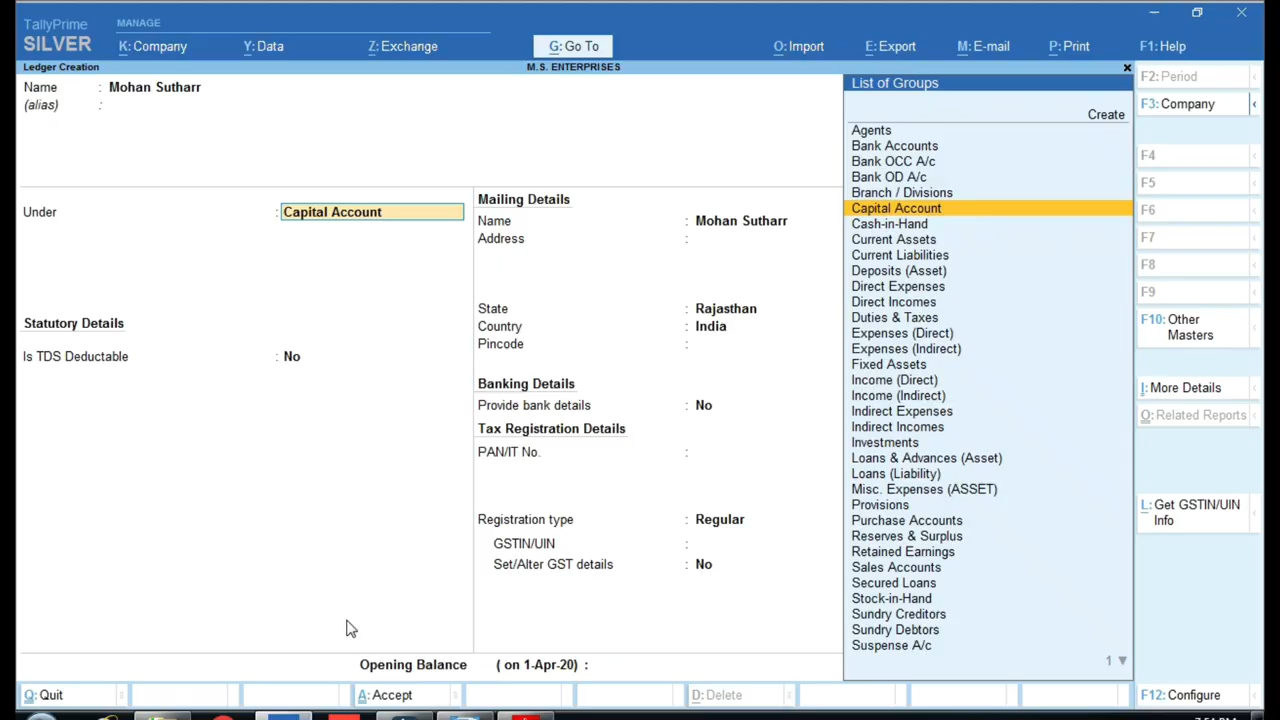 TallyPrime
MANAGE
SILVER
K: Company
Y: Data
Z: Exchange
G: Go To
O: Import
E: Export
M: E-mail
P: Print
F1: Help
Ledger Creation
M.S. ENTERPRISES
Name : Mohan Sutharr
(alias) :
Under : Capital Account
Statutory Details
Is TDS Deductable : No
Mailing Details
Name : Mohan Sutharr
Address :
State : Rajasthan
Country : India
Pincode :
Banking Details
Provide bank details : No
Tax Registration Details
PAN/IT No. :
Registration type : Regular
GSTIN/UIN :
Set/Alter GST details : No
Opening Balance ( on 1-Apr-20) :
List of Groups
Create
Agents
Bank Accounts
Bank OCC A/c
Bank OD A/c
Branch / Divisions
Capital Account
Cash-in-Hand
Current Assets
Current Liabilities
Deposits (Asset)
Direct Expenses
Direct Incomes
Duties & Taxes
Expenses (Direct)
Expenses (Indirect)
Fixed Assets
Income (Direct)
Income (Indirect)
Indirect Expenses
Indirect Incomes
Investments
Loans & Advances (Asset)
Loans (Liability)
Misc. Expenses (ASSET)
Provisions
Purchase Accounts
Reserves & Surplus
Retained Earnings
Sales Accounts
Secured Loans
Stock-in-Hand
Sundry Creditors
Sundry Debtors
Suspense A/c
1 ▼
F2: Period
F3: Company
F4
F5
F6
F7
F8
F9
F10: Other
Masters
I: More Details
O: Related Reports
L: Get GSTIN/UIN
Info
F12: Configure
Q: Quit
A: Accept
D: Delete